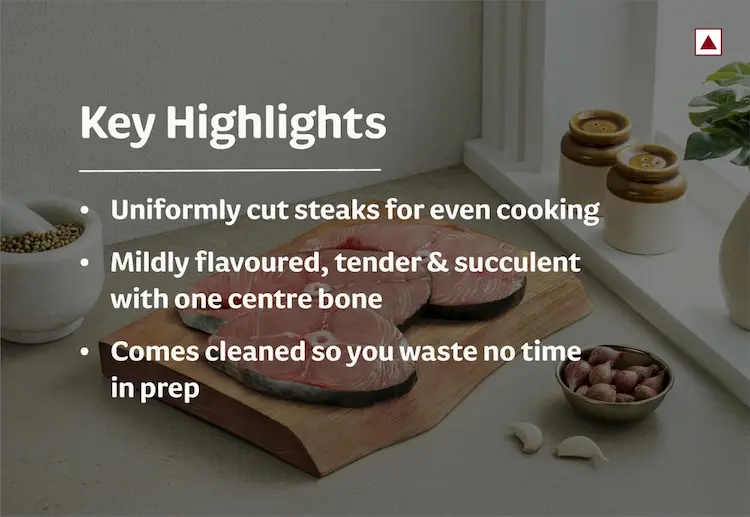 Key Highlights
• Uniformly cut steaks for even cooking
• Mildly flavoured, tender & succulent
with one centre bone
• Comes cleaned so you waste no time
in prep